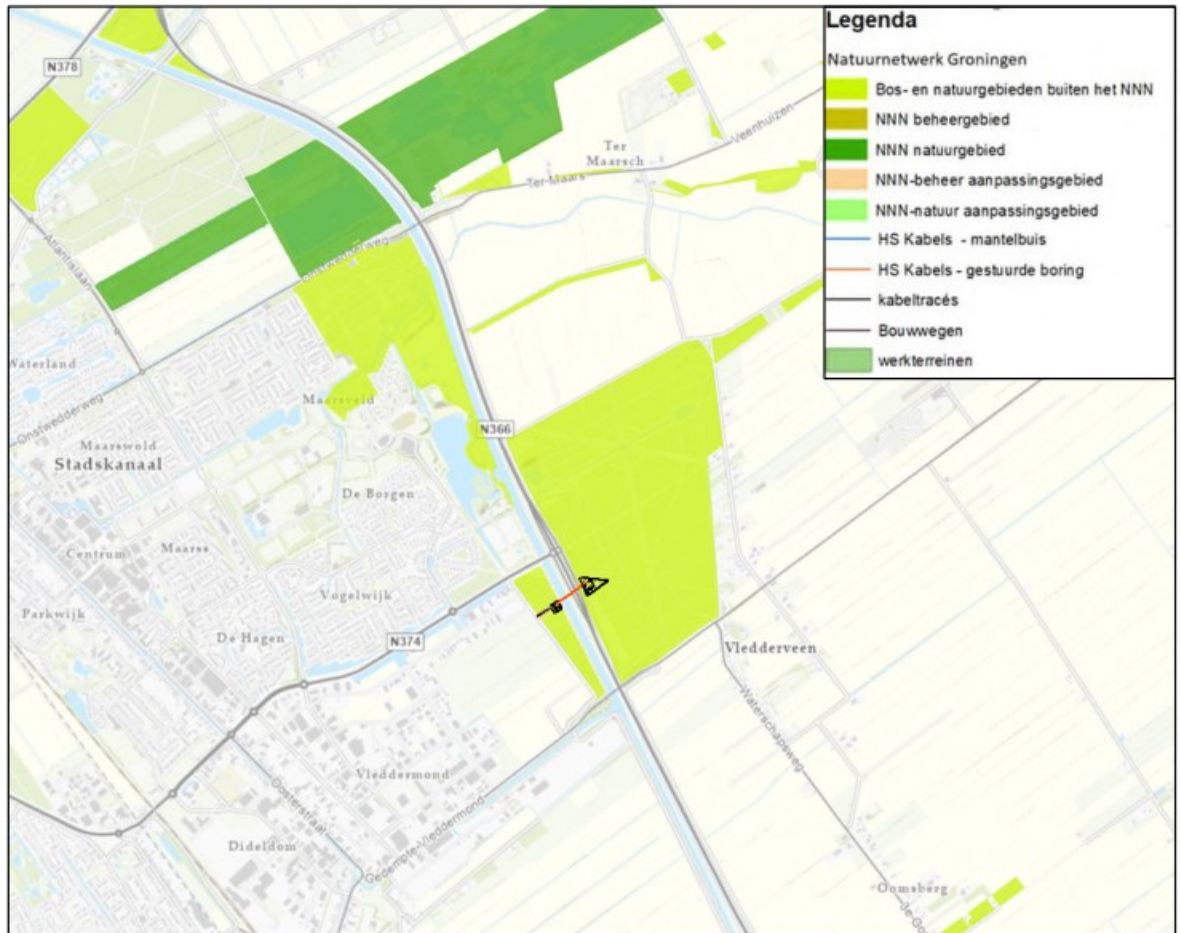 Legenda
Natuurnetwerk Groningen
Bos- en natuurgebieden buiten het NNN
NNN beheergebied
NNN natuurgebied
NNN-beheer aanpassingsgebied
NNN-natuur aanpassingsgebied
HS Kabels - mantelbuis
HS Kabels - gestuurde boring
kabeltracés
Bouwwegen
werkterreinen
N378
Veenhuizen
Ter
Maarsch
Ter-Maars
Atlantislaan
Onstwedderweg
Waterland
Maarsveld
Onstwedderweg
N366
Maarswold
Stadskanaal
De Borgen
Centrum
Maarss
Parkwijk
Vogelwijk
De Hagen
N374
Vledderveen
Waterschapsweg
Vleddermond
Oosterstraat
Dideldom
Gedempte-Vleddermond
Oomsberg